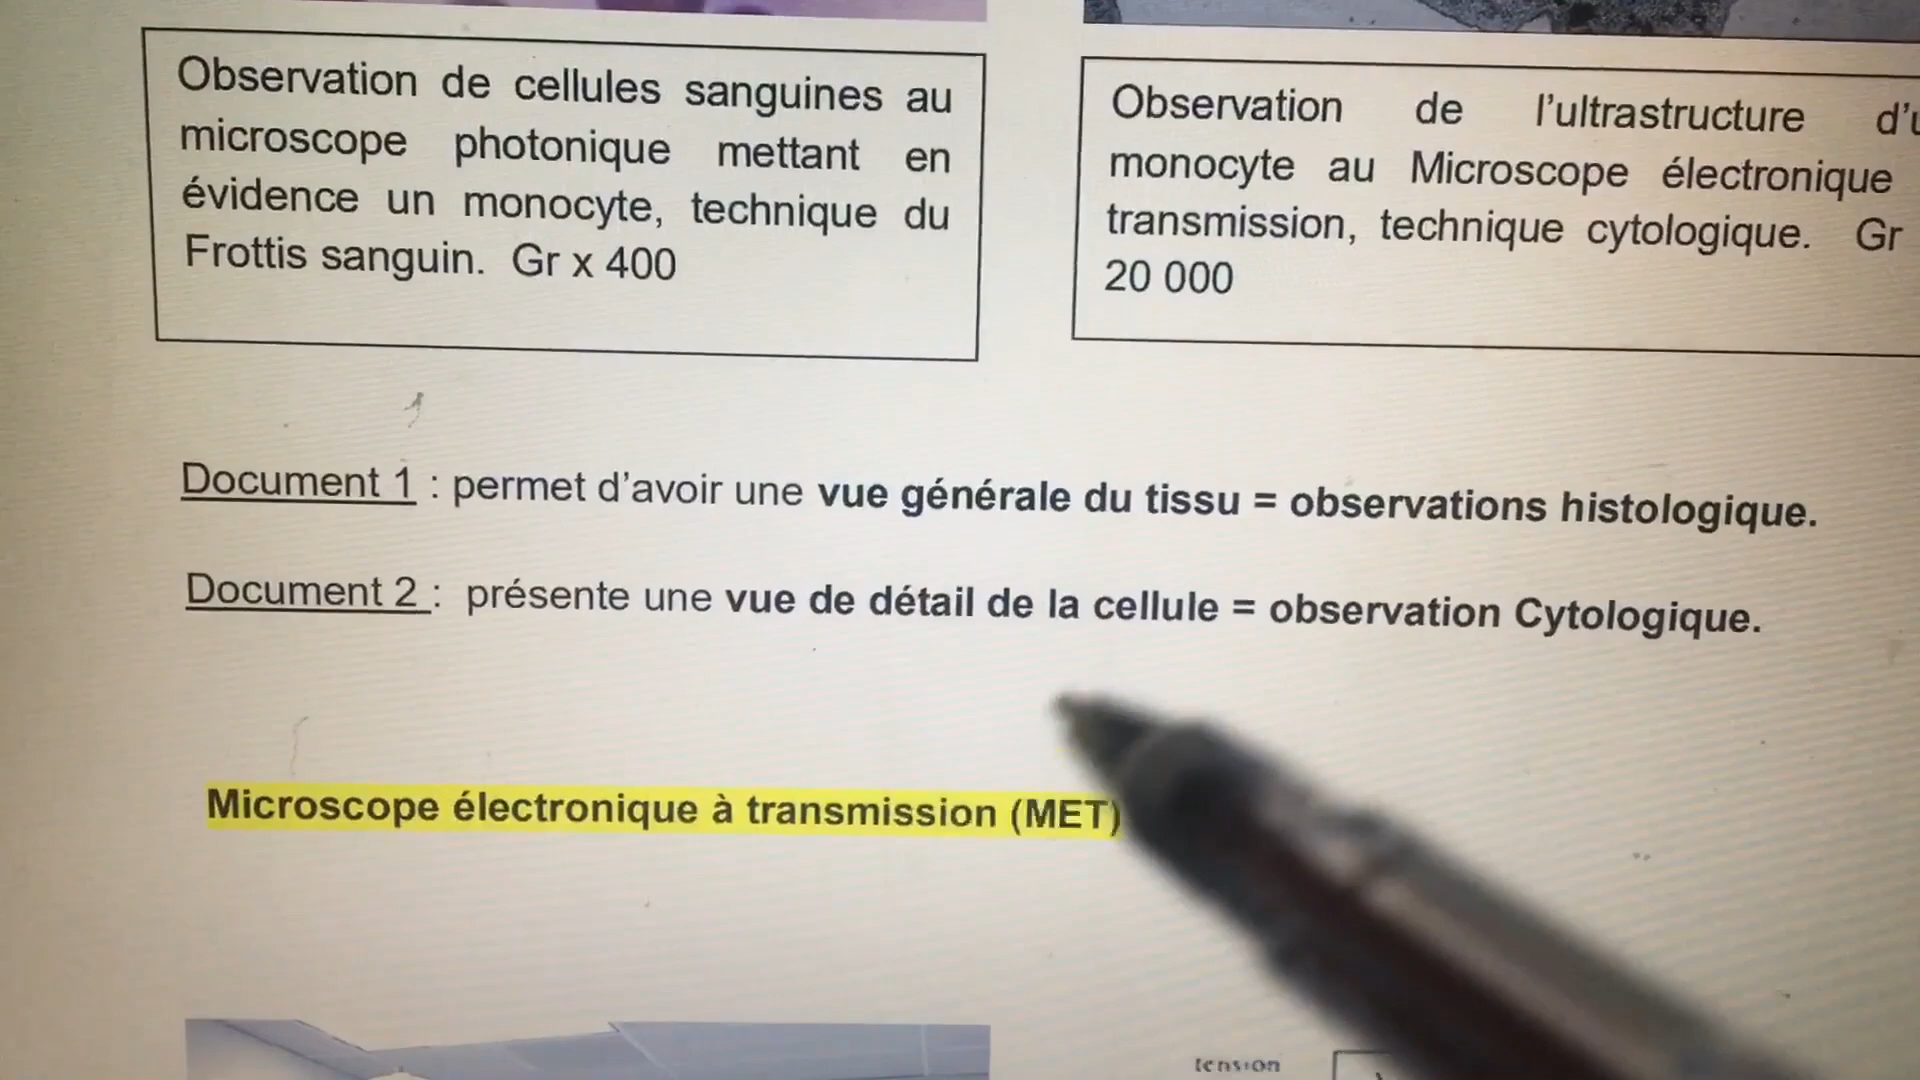 Observation de cellules sanguines au
microscope photonique mettant en
évidence un monocyte, technique du
Frottis sanguin. Gr x 400
Observation de l'ultrastructure
monocyte au Microscope électronique
transmission, technique cytologique. Gr
20 000
Document 1 : permet d'avoir une vue générale du tissu = observations histologique.
Document 2 : présente une vue de détail de la cellule = observation Cytologique.
Microscope électronique à transmission (MET)
tension